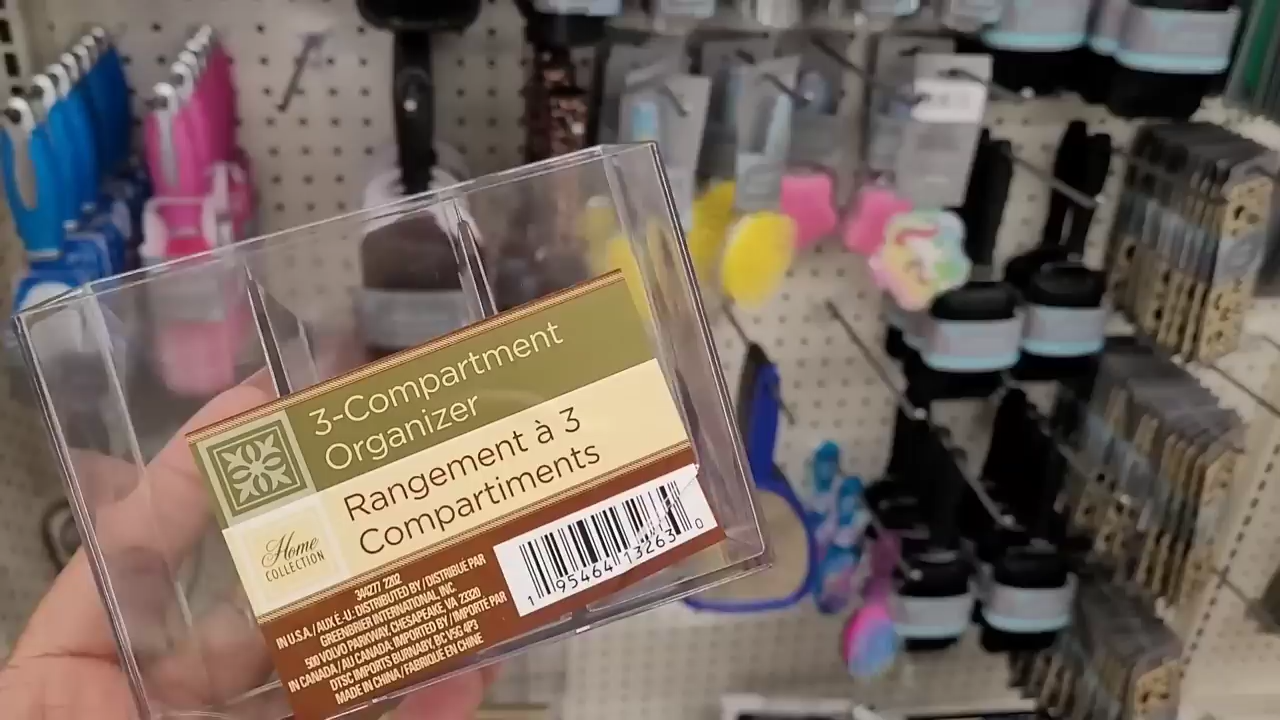 3-Compartment
Organizer
Rangement à 3
Compartiments
Home
COLLECTION
341277 2202
IN U.S.A. / AUX É.-U.: DISTRIBUTED BY / DISTRIBUÉ PAR
GREENBRIER INTERNATIONAL, INC.
500 VOLVO PARKWAY, CHESAPEAKE, VA 23320
IN CANADA / AU CANADA: IMPORTED BY / IMPORTÉ PAR
DTSC IMPORTS BURNABY, BC V5G 4P3
MADE IN CHINA / FABRIQUÉ EN CHINE
1 95464 13263 0